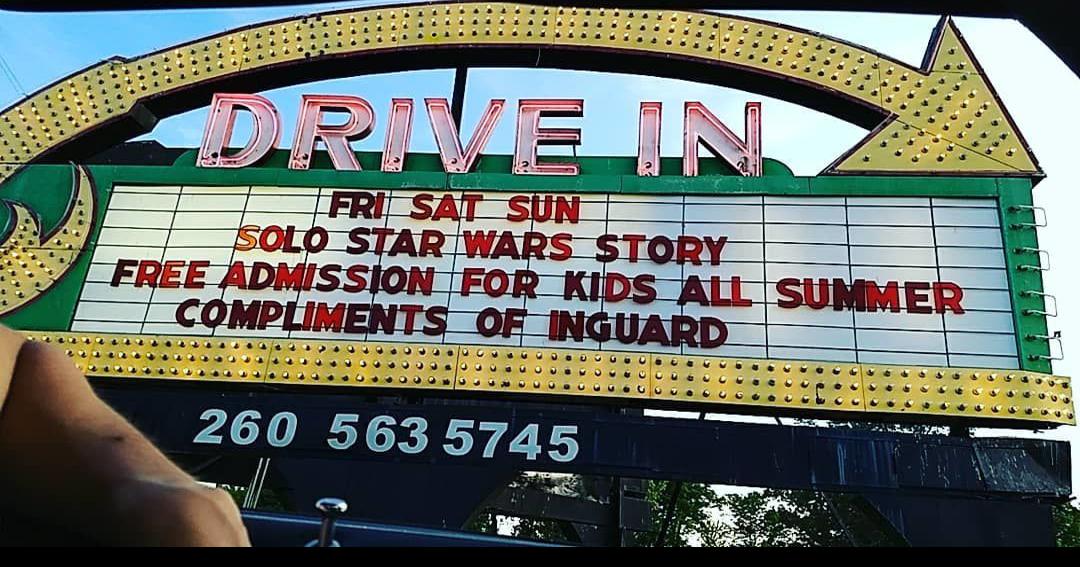 DRIVE IN
FRI SAT SUN
SOLO STAR WARS STORY
FREE ADMISSION FOR KIDS ALL SUMMER
COMPLIMENTS OF INGUARD
260 563 5745